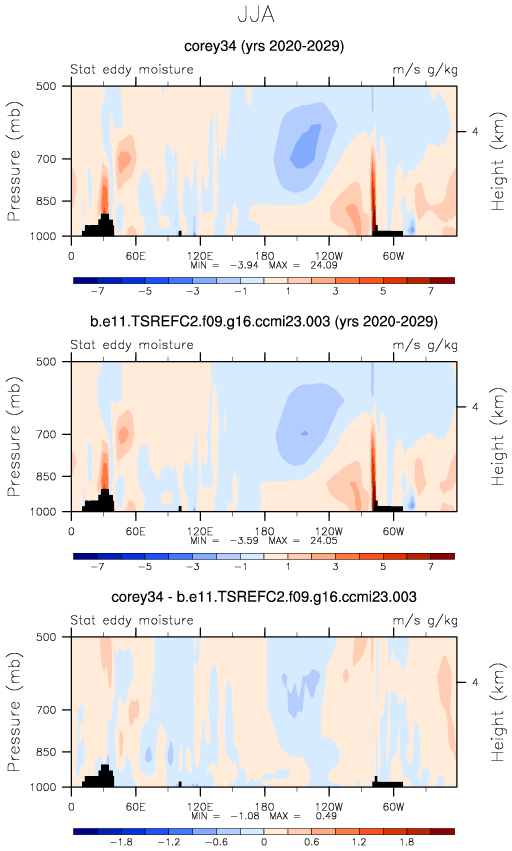 JJA
corey34 (yrs 2020-2029)
Stat eddy moisture m/s g/kg
500
700
850
1000
Pressure (mb)
4
Height (km)
0 60E 120E 180 120W 60W
MIN = -3.94 MAX = 24.09
-7 -5 -3 -1 1 3 5 7
b.e11.TSREFC2.f09.g16.ccmi23.003 (yrs 2020-2029)
Stat eddy moisture m/s g/kg
500
700
850
1000
Pressure (mb)
4
Height (km)
0 60E 120E 180 120W 60W
MIN = -3.59 MAX = 24.05
-7 -5 -3 -1 1 3 5 7
corey34 - b.e11.TSREFC2.f09.g16.ccmi23.003
Stat eddy moisture m/s g/kg
500
700
850
1000
Pressure (mb)
4
Height (km)
0 60E 120E 180 120W 60W
MIN = -1.08 MAX = 0.49
-1.8 -1.2 -0.6 0 0.6 1.2 1.8